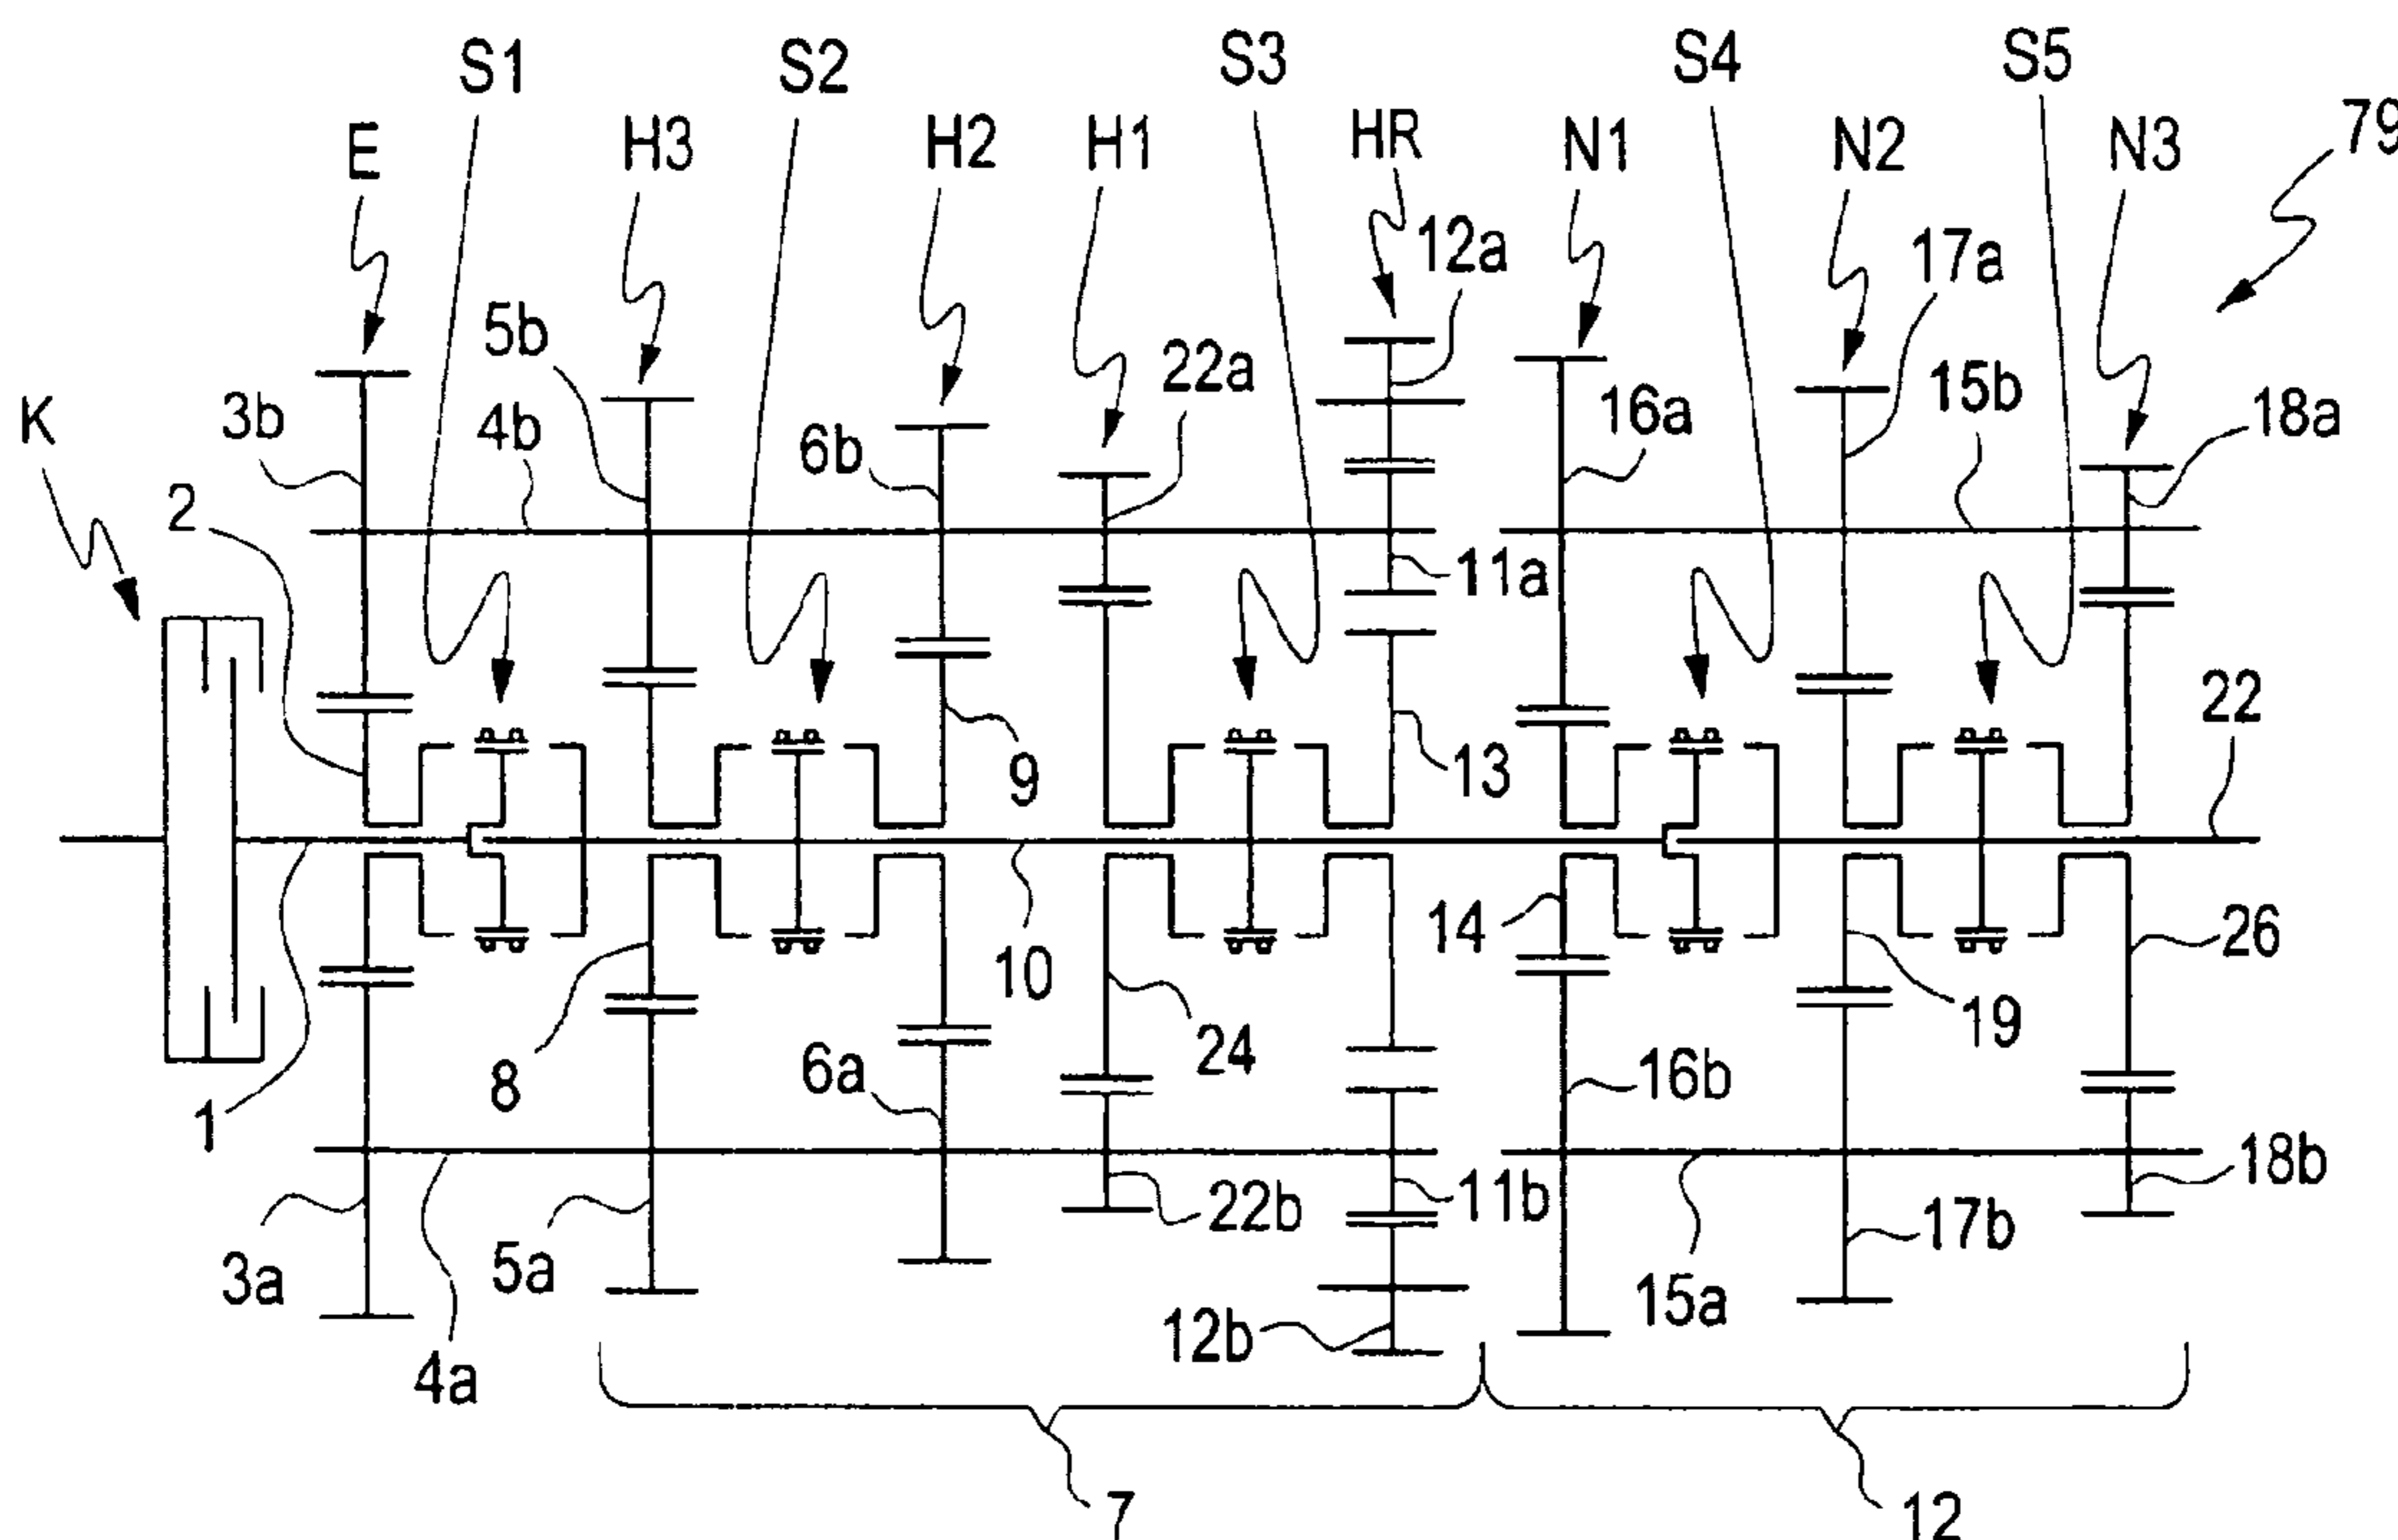 S1 S2 S3 S4 S5
E H3 H2 H1 HR N1 N2 N3 79
12a 17a
5b 22a
K 3b 4b 6b 16a 15b 18a
2
11a
22
9 13
14 26
10
8 24 19
1 6a 16b
22b 11b 18b
3a 5a 17b
12b 15a
4a
7 12